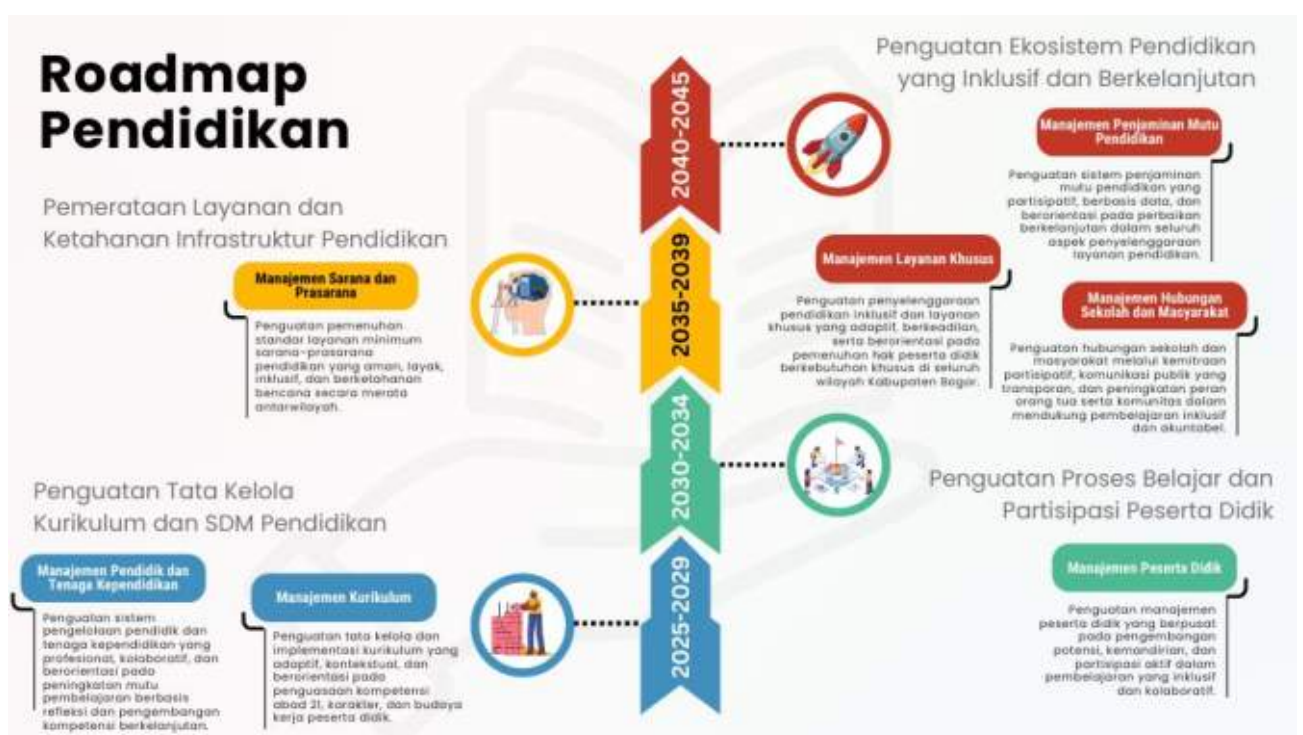 Roadmap
Pendidikan
Pemerataan Layanan dan
Ketahanan Infrastruktur Pendidikan
Manajemen Sarana dan
Prasarana
Penguatan pemenuhan
standar layanan minimum
sarana-prasarana
pendidikan yang aman, layak,
inklusif, dan berketahanan
bencana secara merata
antarwilayah.
Penguatan Tata Kelola
Kurikulum dan SDM Pendidikan
Manajemen Pendidik dan
Tenaga Kependidikan
Penguatan sistem
pengelolaan pendidik dan
tenaga kependidikan yang
profesional, kolaboratif, dan
berorientasi pada
peningkatan mutu
pembelajaran berbasis
refleksi dan pengembangan
kompetensi berkelanjutan.
Manajemen Kurikulum
Penguatan tata kelola dan
implementasi kurikulum yang
adaptif, kontekstual, dan
berorientasi pada
penguasaan kompetensi
abad 21, karakter, dan budaya
kerja peserta didik.
2040-2045
2035-2039
2030-2034
2025-2029
Penguatan Ekosistem Pendidikan
yang Inklusif dan Berkelanjutan
Manajemen Penjaminan Mutu
Pendidikan
Penguatan sistem penjaminan
mutu pendidikan yang
partisipatif, berbasis data, dan
berorientasi pada perbaikan
berkelanjutan dalam seluruh
aspek penyelenggaraan
layanan pendidikan.
Manajemen Layanan Khusus
Penguatan penyelenggaraan
pendidikan inklusif dan layanan
khusus yang adaptif, berkeadilan,
serta berorientasi pada
pemenuhan hak peserta didik
berkebutuhan khusus di seluruh
wilayah Kabupaten Bogor.
Manajemen Hubungan
Sekolah dan Masyarakat
Penguatan hubungan sekolah dan
masyarakat melalui kemitraan
partisipatif, komunikasi publik yang
transparan, dan peningkatan peran
orang tua serta komunitas dalam
mendukung pembelajaran inklusif
dan akuntabel.
Penguatan Proses Belajar dan
Partisipasi Peserta Didik
Manajemen Peserta Didik
Penguatan manajemen
peserta didik yang berpusat
pada pengembangan
potensi, kemandirian, dan
partisipasi aktif dalam
pembelajaran yang inklusif
dan kolaboratif.